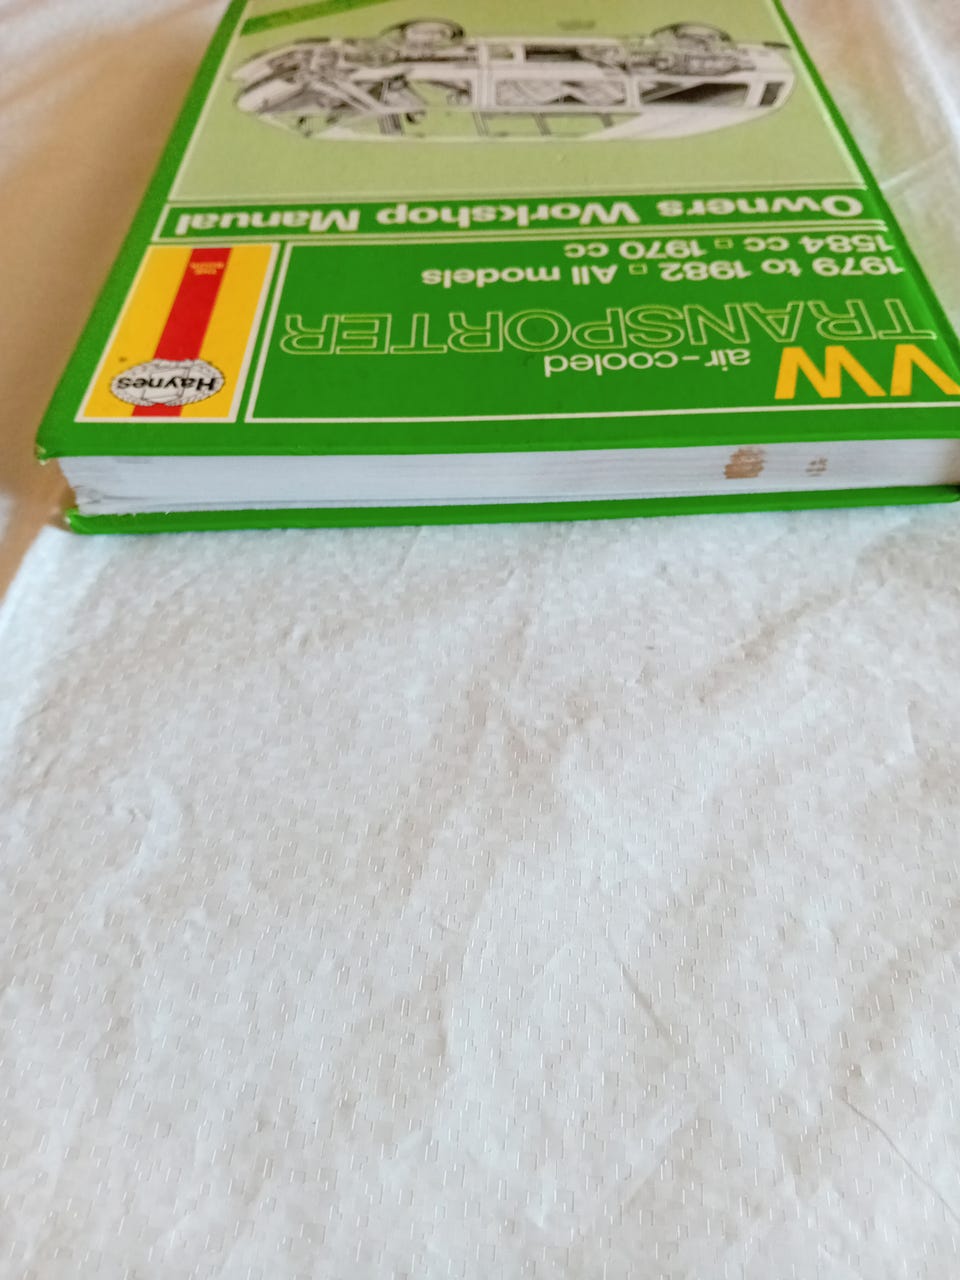 VW
air-cooled
TRANSPORTER
1979 to 1982 □ All models
1584 cc □ 1970 cc
Haynes
Owners Workshop Manual